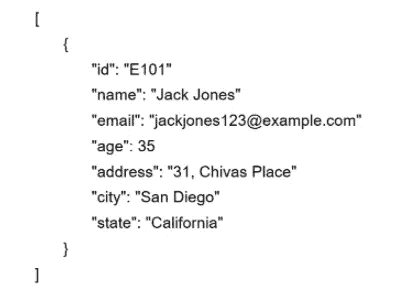 [
{
"id": "E101"
"name": "Jack Jones"
"email": "jackjones123@example.com"
"age": 35
"address": "31, Chivas Place"
"city": "San Diego"
"state": "California"
}
]